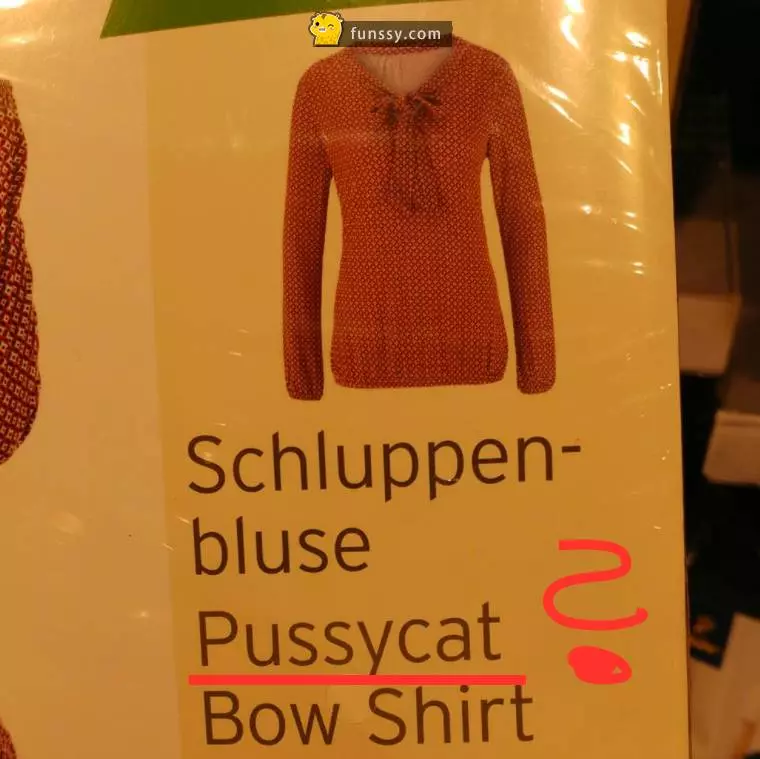 funssy.com
Schluppen-
bluse
Pussycat
Bow Shirt